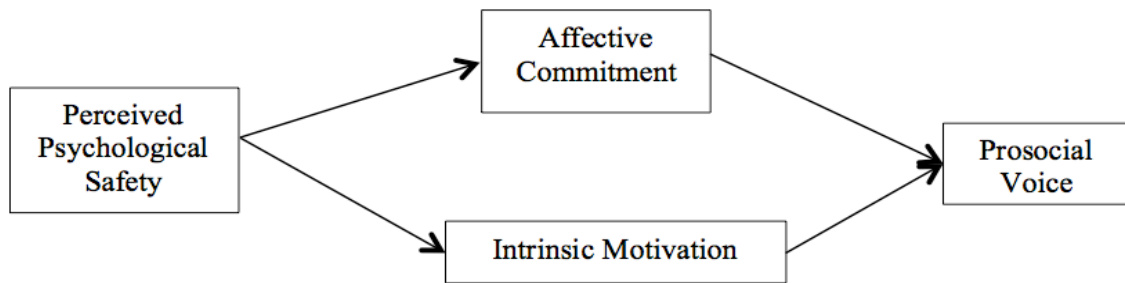 Perceived
Psychological
Safety
Affective
Commitment
Intrinsic Motivation
Prosocial
Voice